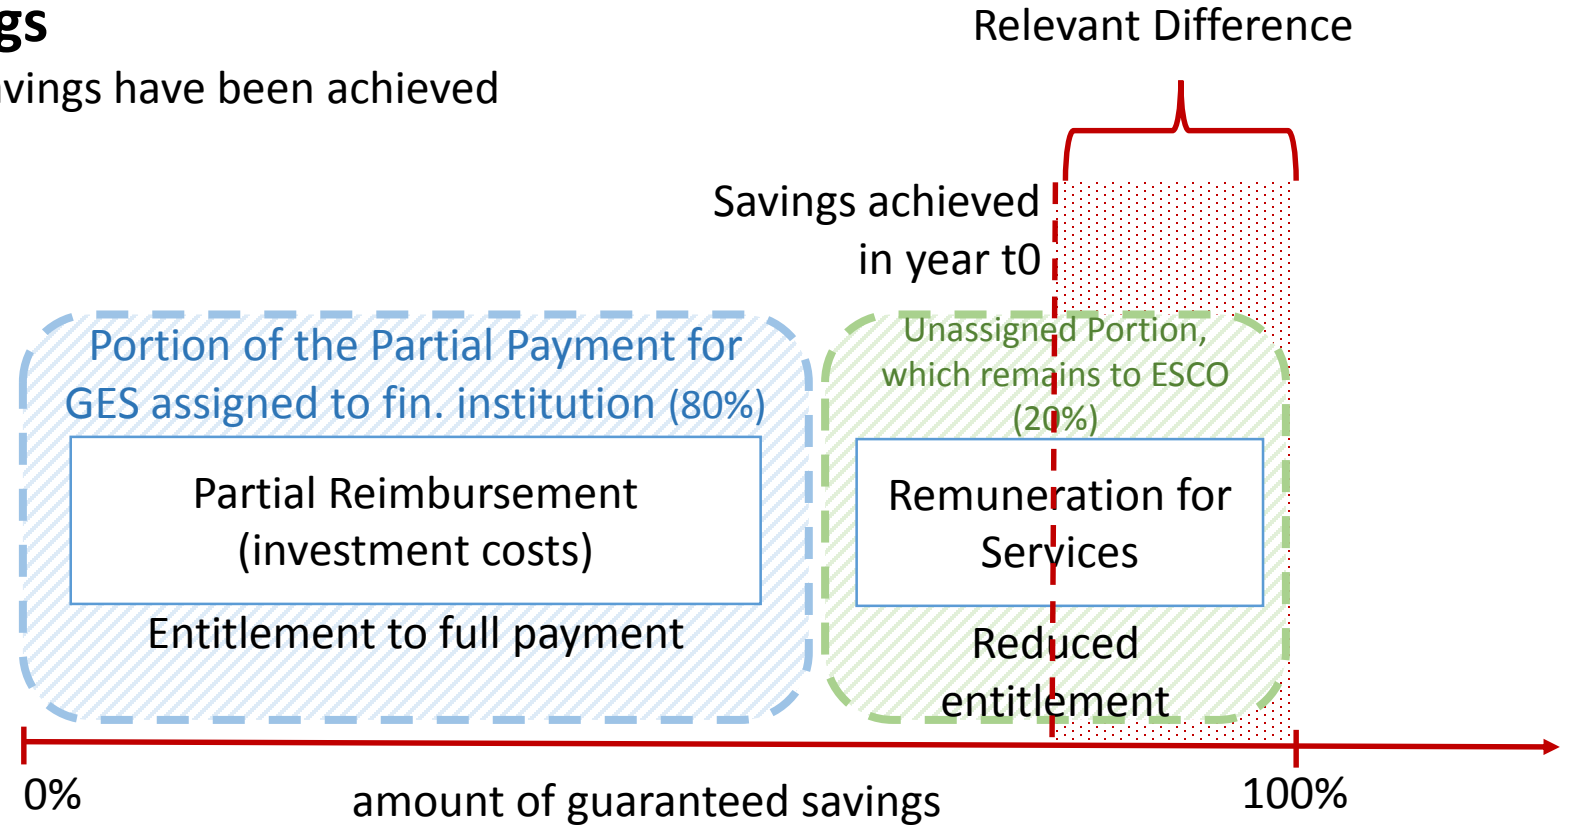 gs
Relevant Difference
vings have been achieved
Savings achieved
in year t0
Portion of the Partial Payment for
GES assigned to fin. institution (80%)
Unassigned Portion,
which remains to ESCO
(20%)
Partial Reimbursement
(investment costs)
Remuneration for
Services
Entitlement to full payment
Reduced
entitlement
0%
amount of guaranteed savings
100%